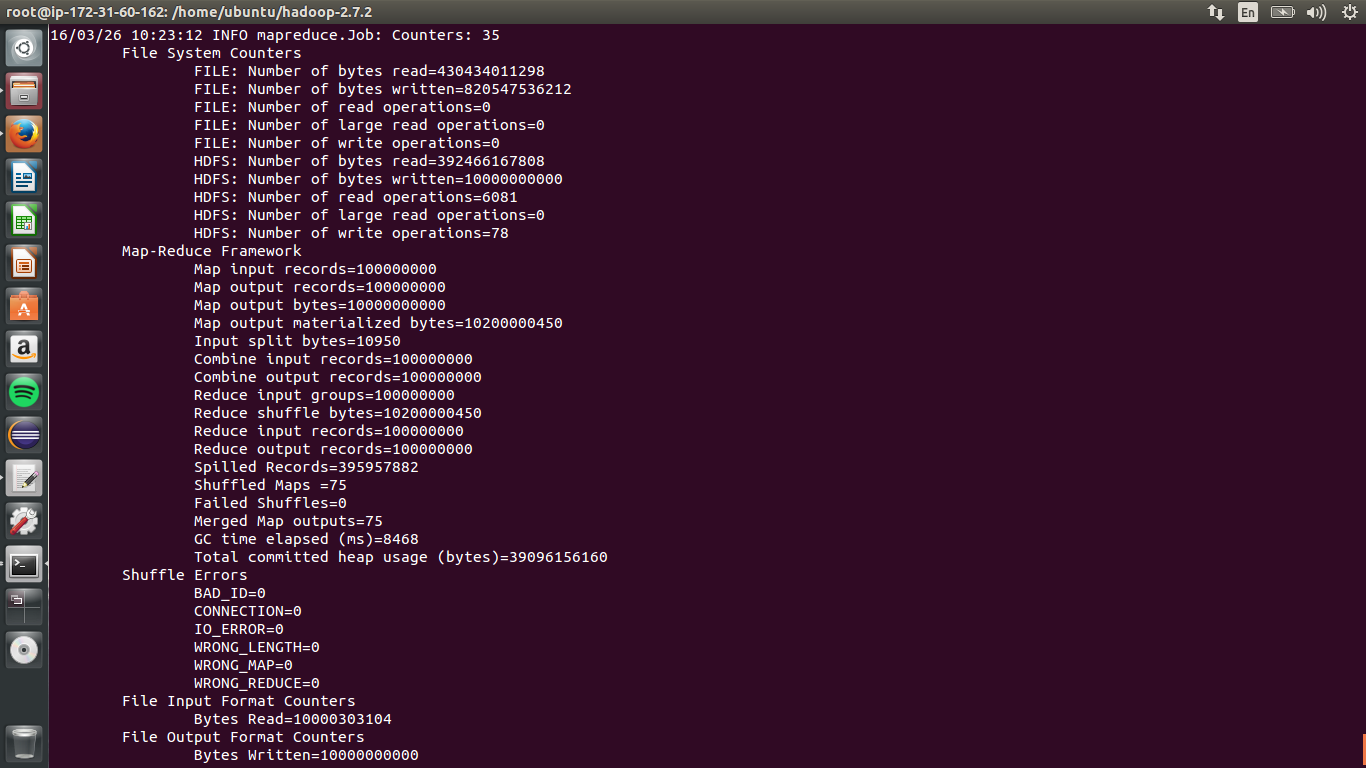 root@ip-172-31-60-162: /home/ubuntu/hadoop-2.7.2
En
16/03/26 10:23:12 INFO mapreduce.Job: Counters: 35
File System Counters
FILE: Number of bytes read=430434011298
FILE: Number of bytes written=820547536212
FILE: Number of read operations=0
FILE: Number of large read operations=0
FILE: Number of write operations=0
HDFS: Number of bytes read=392466167808
HDFS: Number of bytes written=10000000000
HDFS: Number of read operations=6081
HDFS: Number of large read operations=0
HDFS: Number of write operations=78
Map-Reduce Framework
Map input records=100000000
Map output records=100000000
Map output bytes=10000000000
Map output materialized bytes=10200000450
Input split bytes=10950
Combine input records=100000000
Combine output records=100000000
Reduce input groups=100000000
Reduce shuffle bytes=10200000450
Reduce input records=100000000
Reduce output records=100000000
Spilled Records=395957882
Shuffled Maps =75
Failed Shuffles=0
Merged Map outputs=75
GC time elapsed (ms)=8468
Total committed heap usage (bytes)=39096156160
Shuffle Errors
BAD_ID=0
CONNECTION=0
IO_ERROR=0
WRONG_LENGTH=0
WRONG_MAP=0
WRONG_REDUCE=0
File Input Format Counters
Bytes Read=10000303104
File Output Format Counters
Bytes Written=10000000000